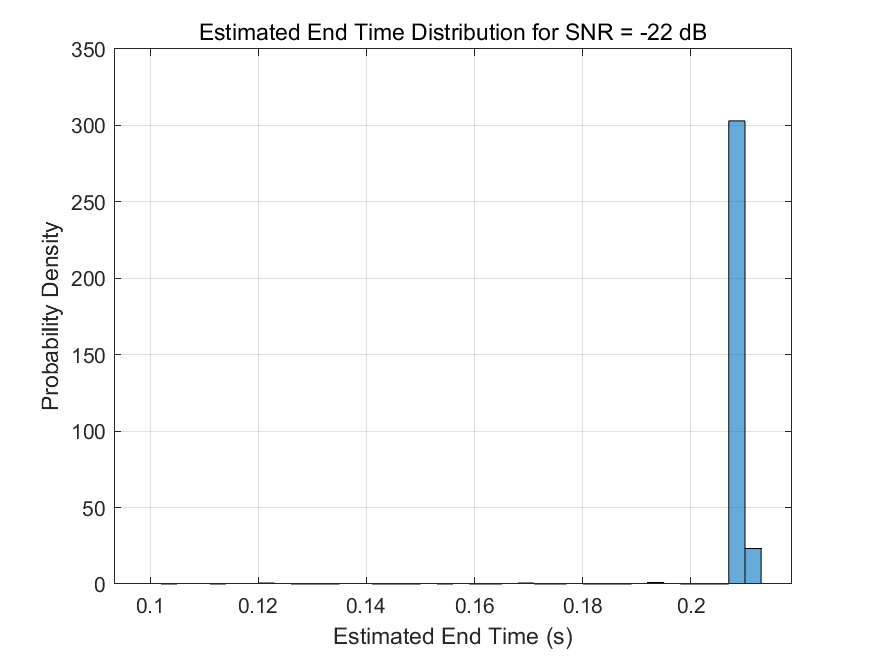 Estimated End Time Distribution for SNR = -22 dB
350
300
250
200
150
100
50
0
Probability Density
0.1 0.12 0.14 0.16 0.18 0.2
Estimated End Time (s)